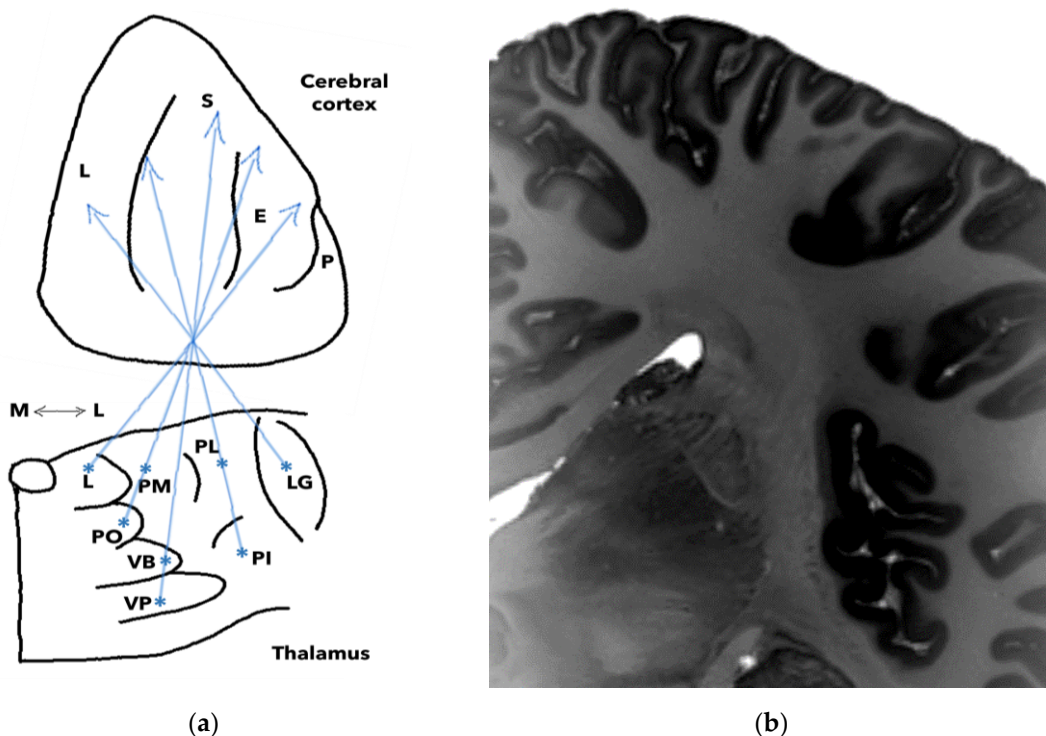 Cerebral
cortex
S
L
E
P
M L
PL
L PM LG
PO
VB PI
VP
Thalamus
(a) (b)